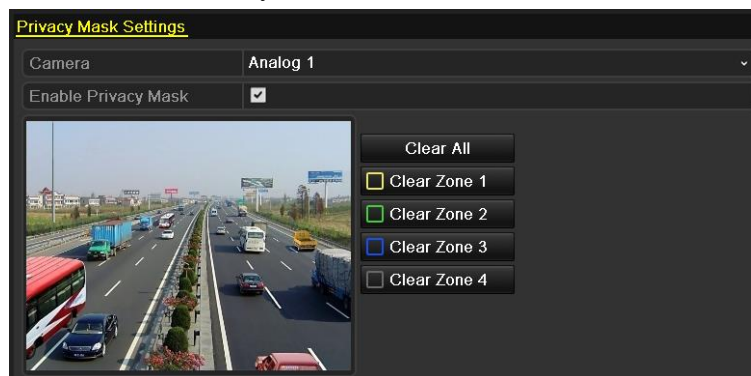 Privacy Mask Settings
Camera Analog 1
Enable Privacy Mask
Clear All
Clear Zone 1
Clear Zone 2
Clear Zone 3
Clear Zone 4